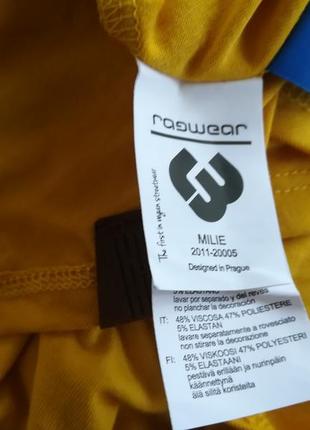 ragwear
The first in vegan streetwear
MILIE
2011-20005
Designed in Prague
5% ELASTANO
lavar por separado y del revés
no planchar la decoración
IT: 48% VISCOSA 47% POLIESTERE
5% ELASTAN
lavare separatamente a rovesciato
non stirare la decorazione
FI: 48% VISKOOSI 47% POLYESTERI
5% ELASTAANI
pestävä erillään ja nurinpäin
käännettynä
älä silitä koristeita